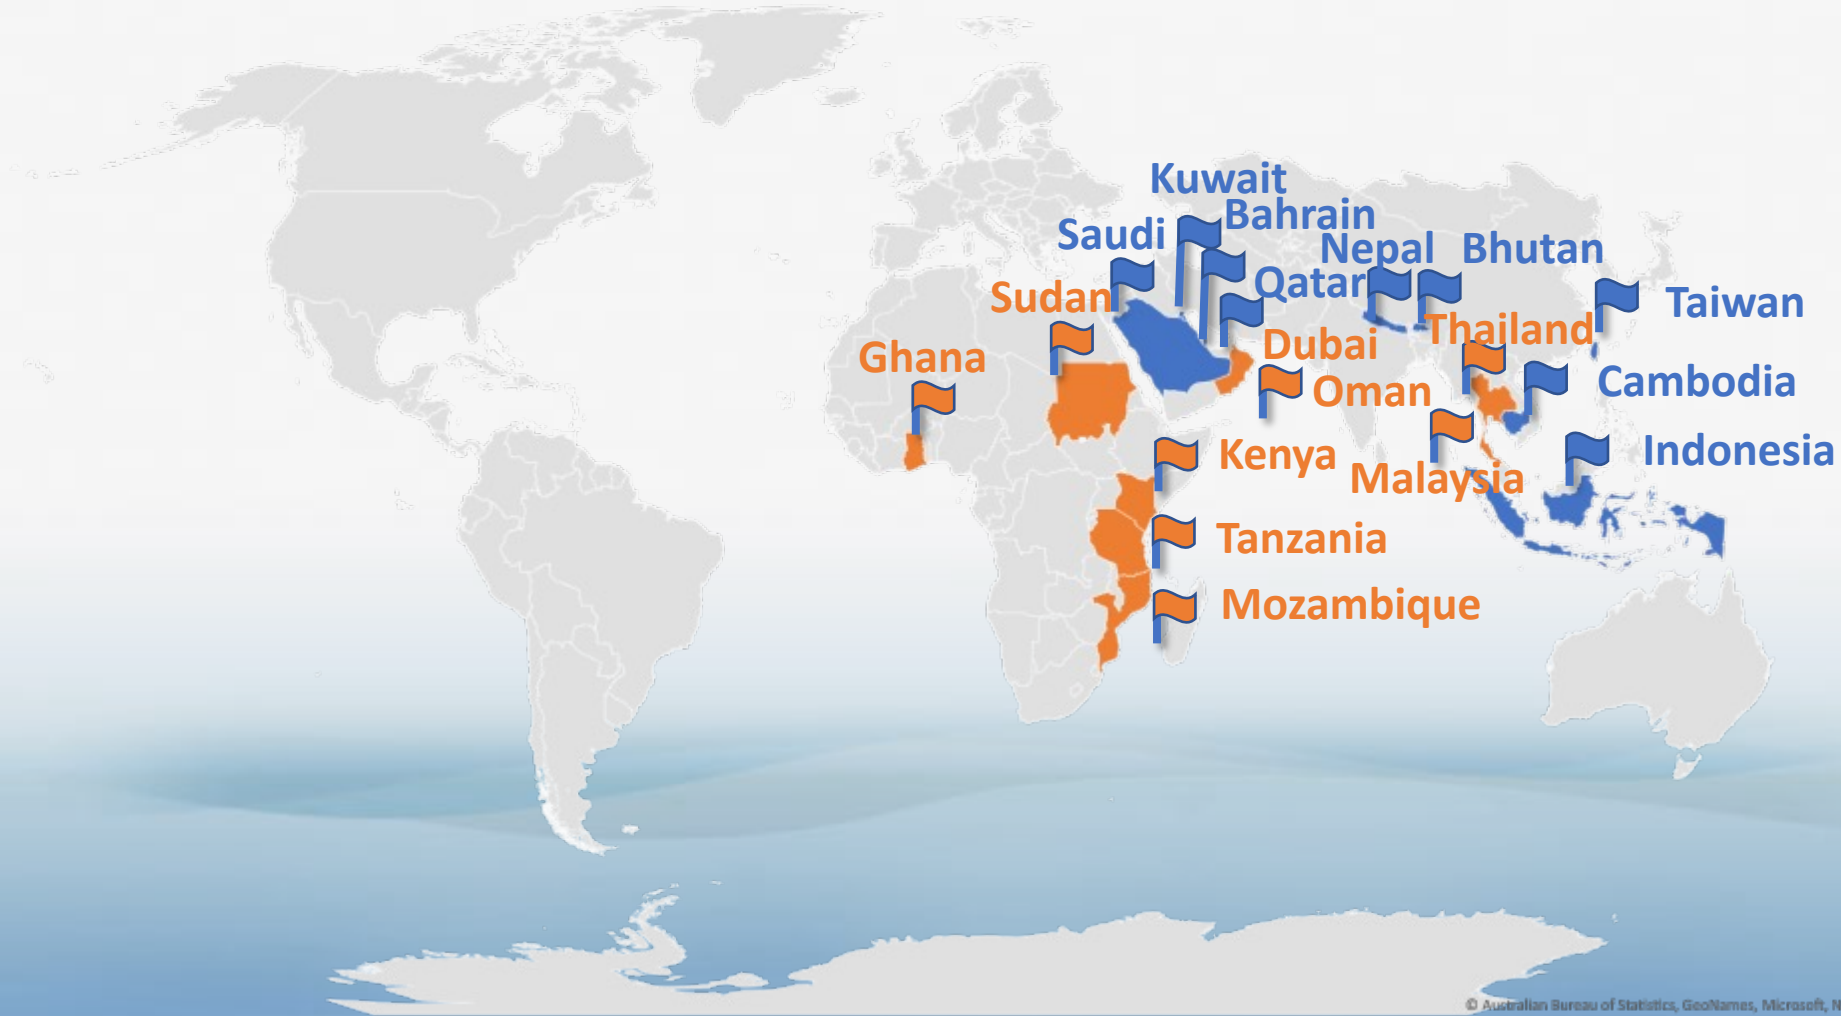 Kuwait
Bahrain
Saudi
Nepal
Bhutan
Qatar
Sudan
Taiwan
Thailand
Dubai
Ghana
Oman
Cambodia
Kenya
Malaysia
Indonesia
Tanzania
Mozambique
© Australian Bureau of Statistics, GeoNames, Microsoft, N